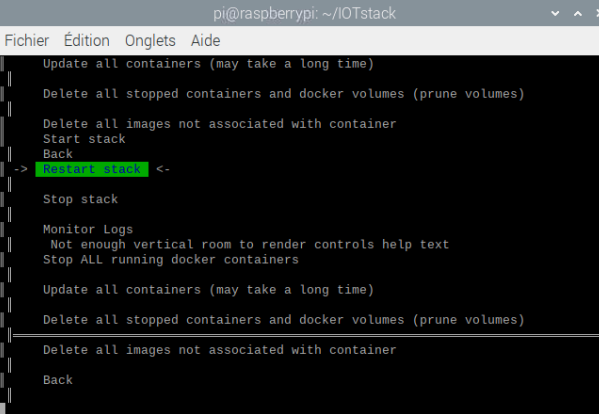 pi@raspberrypi: ~/IOTstack
Fichier Édition Onglets Aide
Update all containers (may take a long time)
Delete all stopped containers and docker volumes (prune volumes)
Delete all images not associated with container
Start stack
Back
-> Restart stack <-
Stop stack
Monitor Logs
Not enough vertical room to render controls help text
Stop ALL running docker containers
Update all containers (may take a long time)
Delete all stopped containers and docker volumes (prune volumes)
Delete all images not associated with container
Back